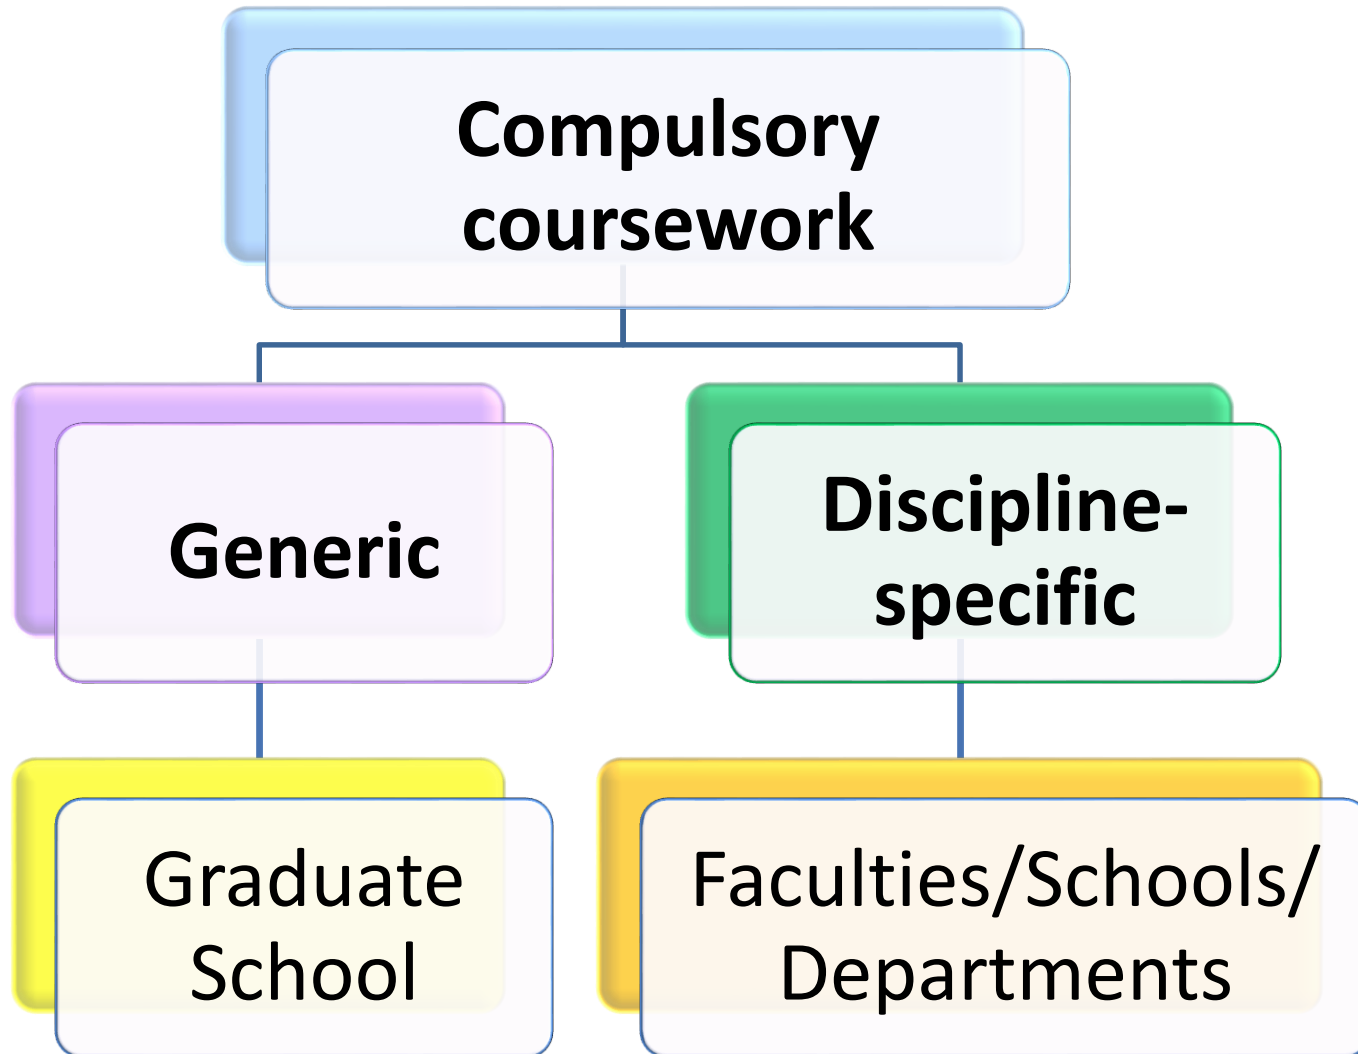 Compulsory
coursework
Generic
Discipline-
specific
Graduate
School
Faculties/Schools/
Departments